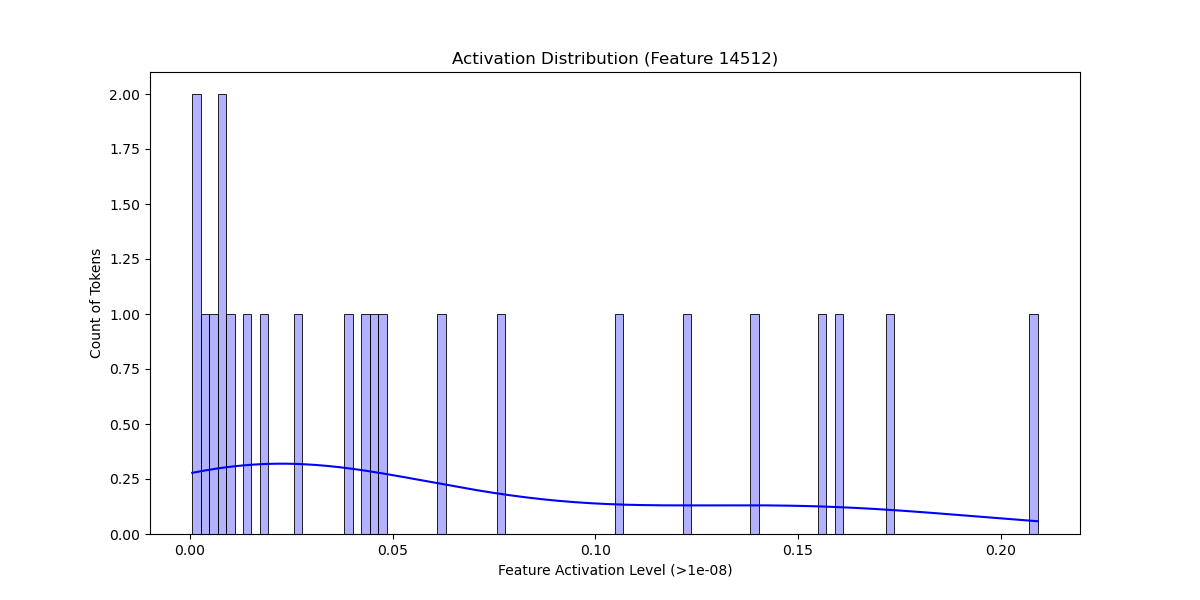 Activation Distribution (Feature 14512)
2.00
1.75
1.50
1.25
1.00
0.75
0.50
0.25
0.00
Count of Tokens
0.00 0.05 0.10 0.15 0.20
Feature Activation Level (>1e-08)